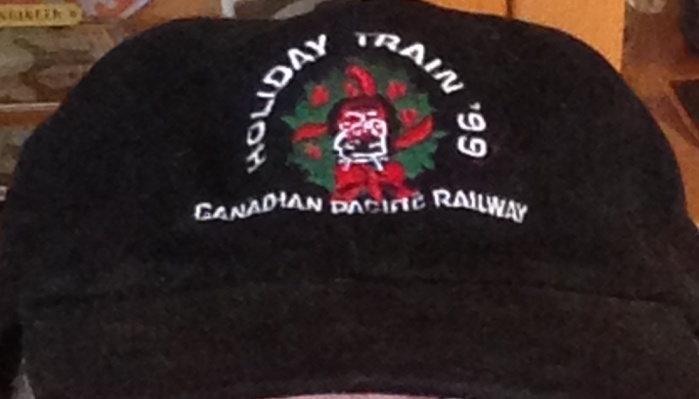 HOLIDAY TRAIN '99
CANADIAN PACIFIC RAILWAY